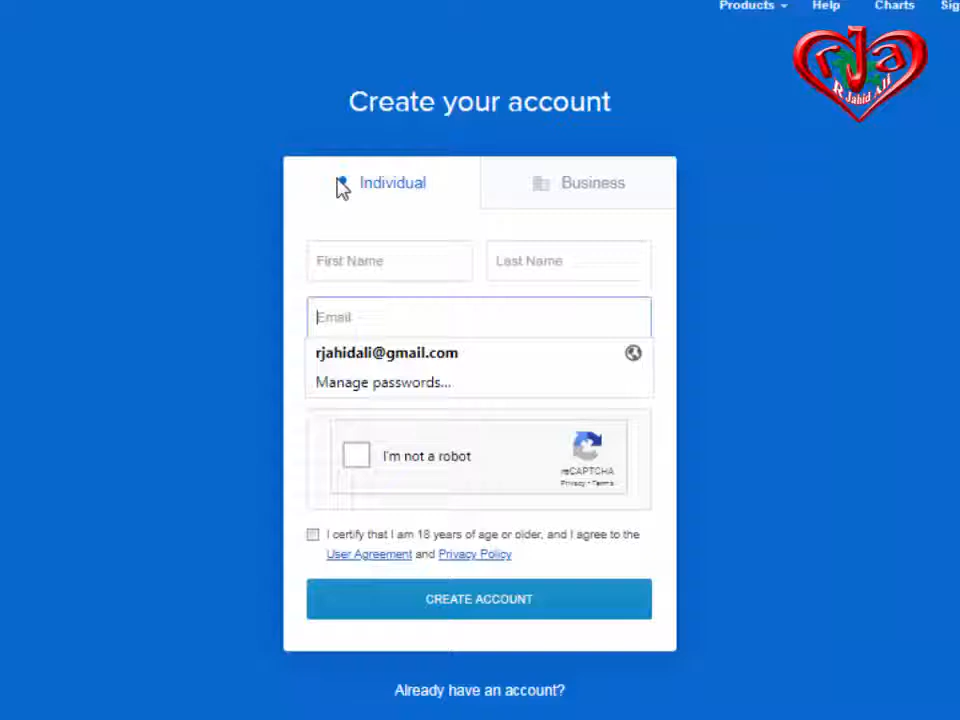 Products Help Charts Sig
rja
R Jahid Ali
Create your account
Individual Business
First Name Last Name
Email
rjahidali@gmail.com
Manage passwords...
I'm not a robot
reCAPTCHA
Privacy • Terms
I certify that I am 18 years of age or older, and I agree to the
User Agreement and Privacy Policy
CREATE ACCOUNT
Already have an account?